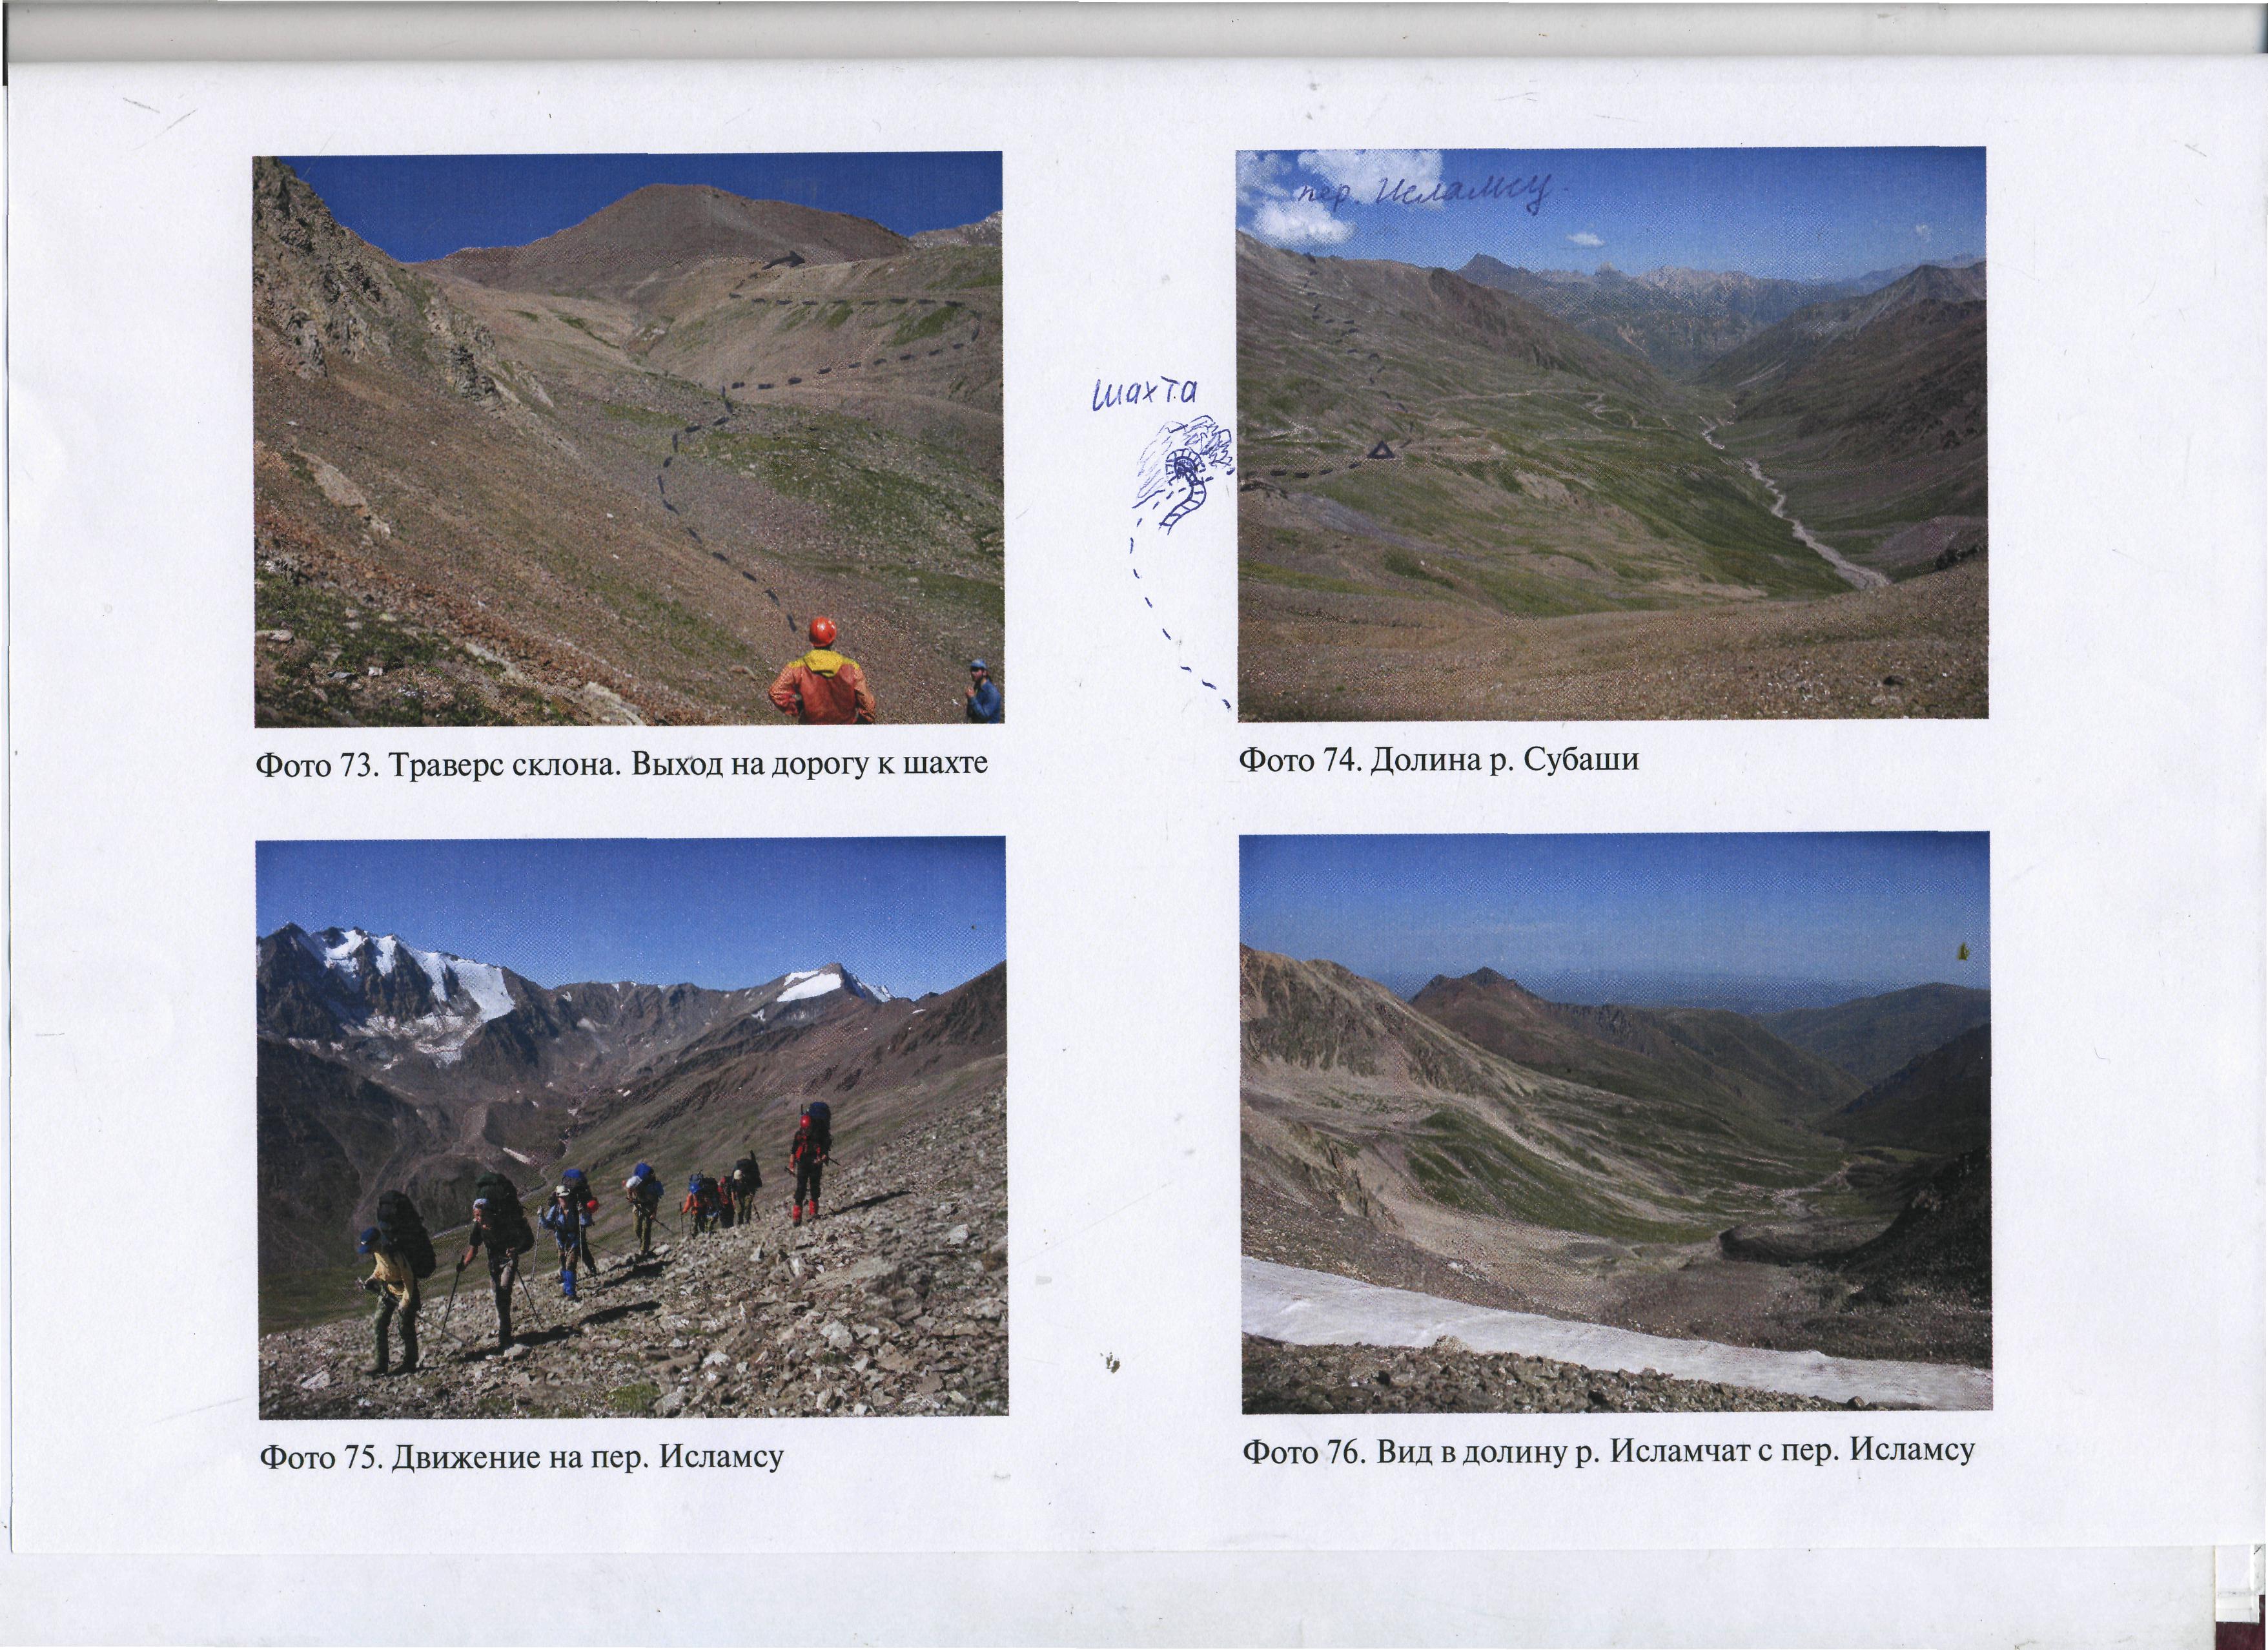 пер. Исламсу
шахта
Фото 73. Траверс склона. Выход на дорогу к шахте
Фото 74. Долина р. Субаши
Фото 75. Движение на пер. Исламсу
Фото 76. Вид в долину р. Исламчат с пер. Исламсу